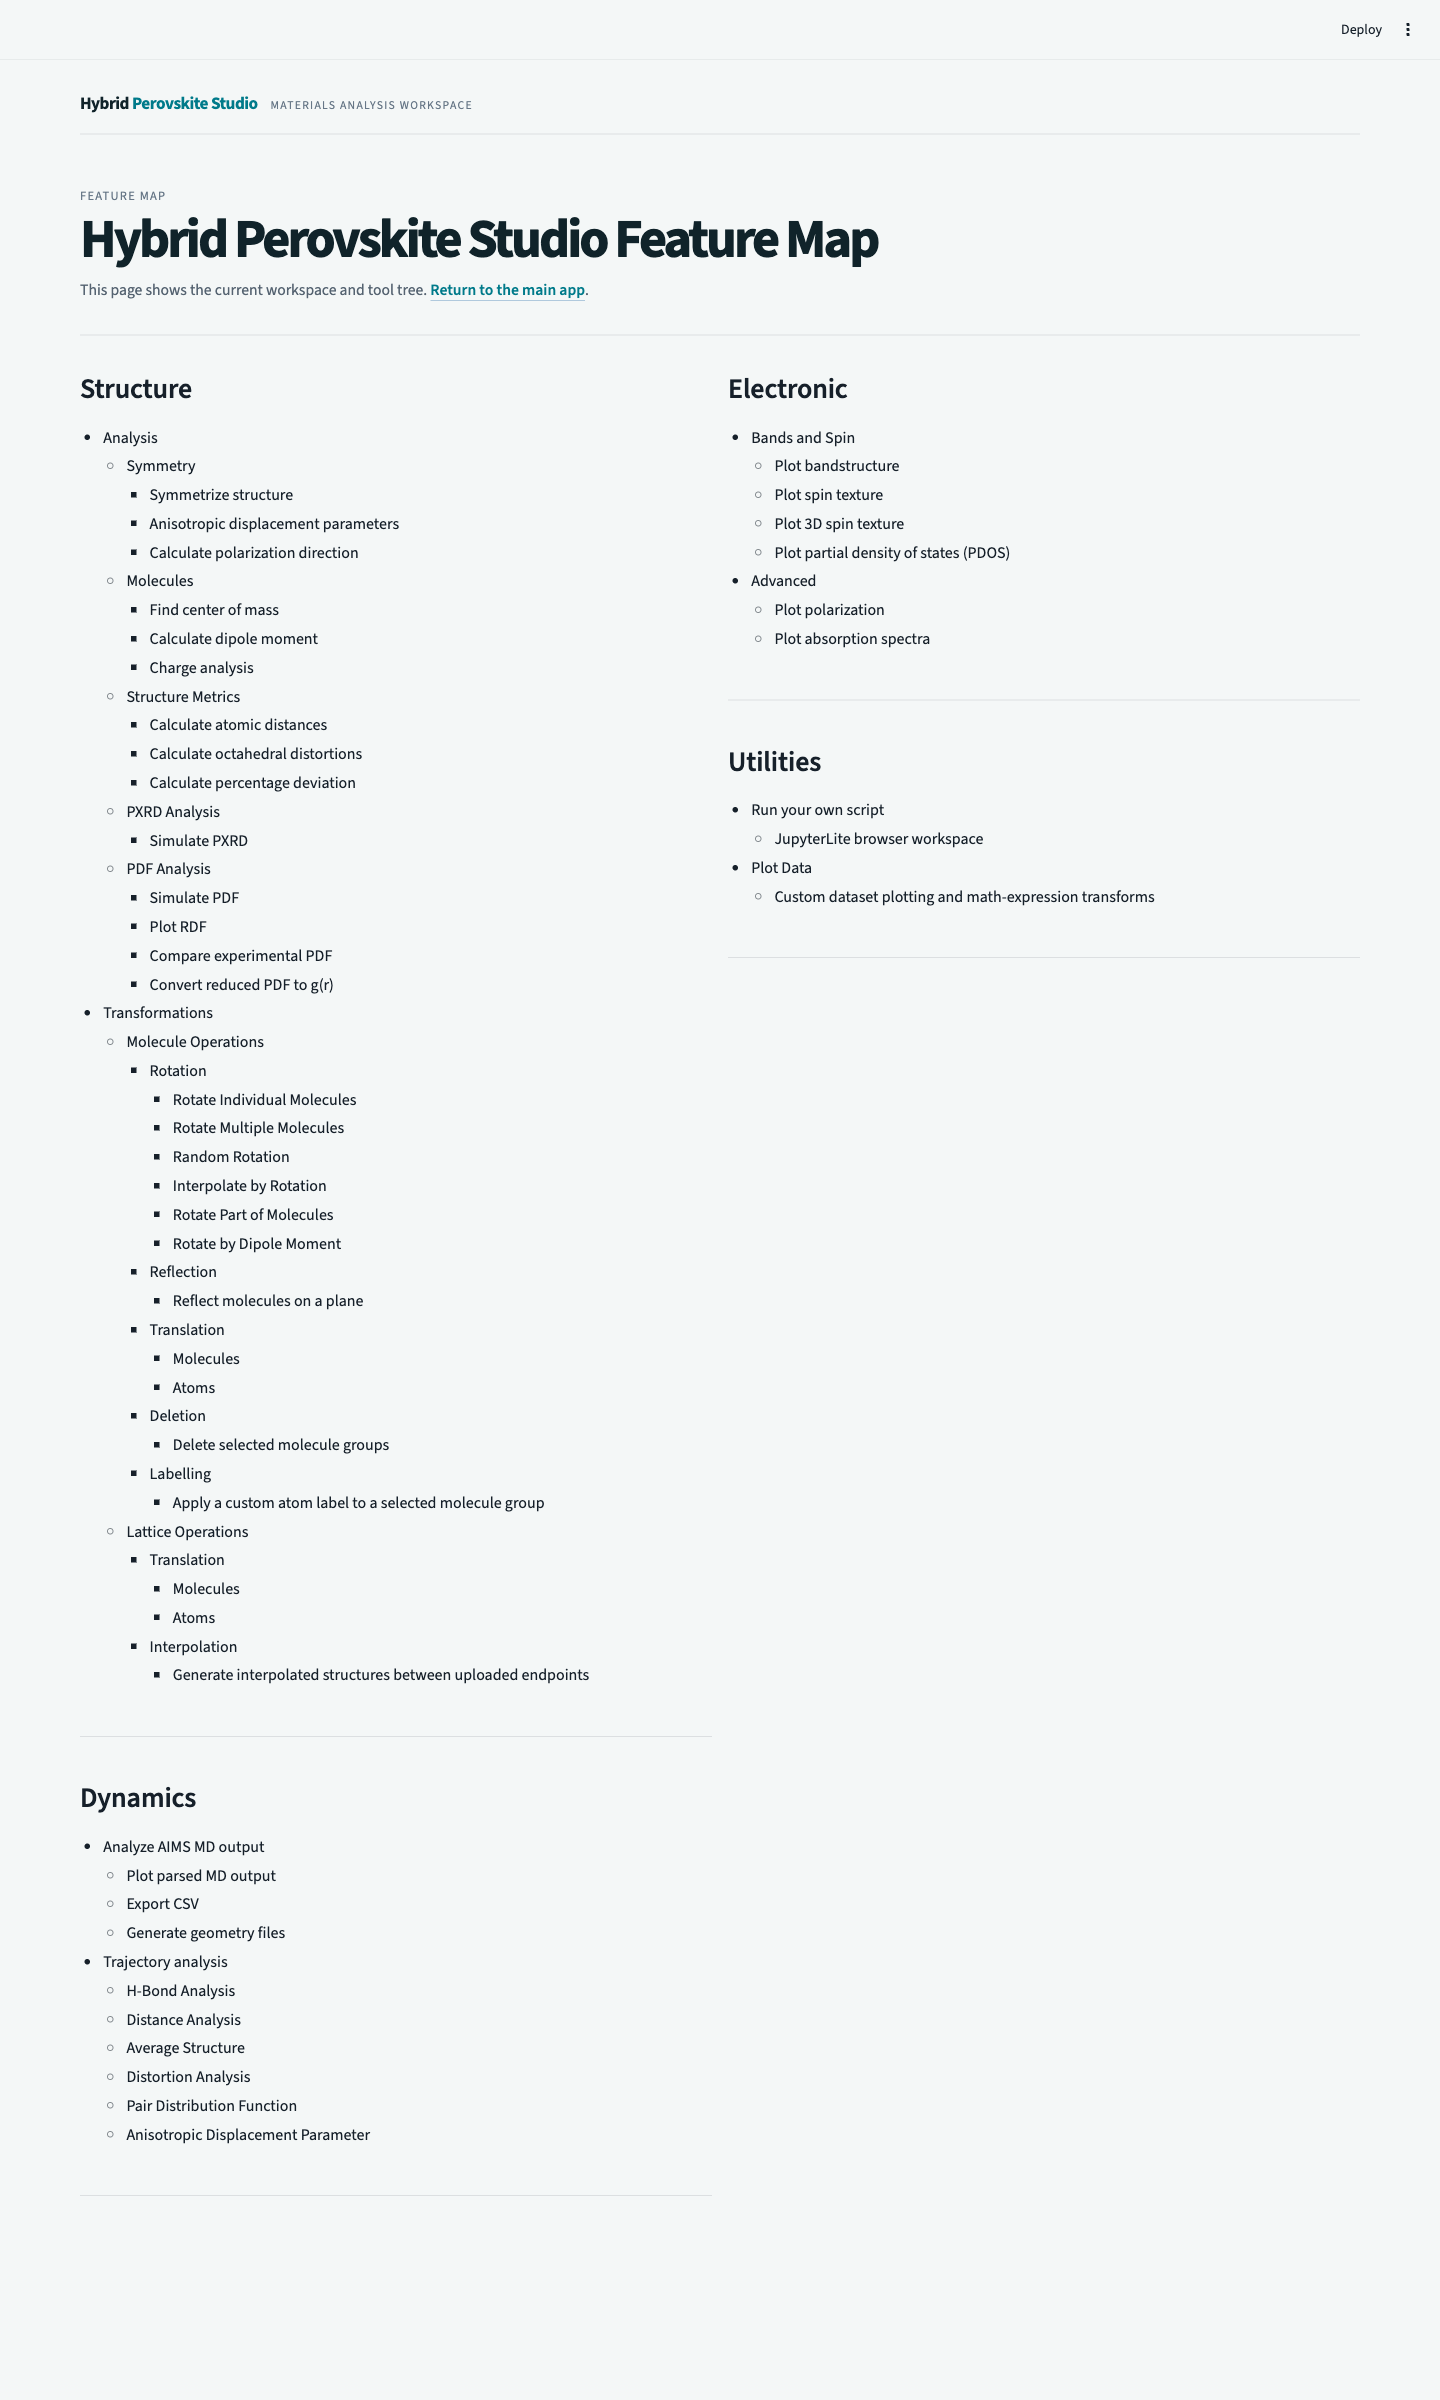 Deploy
Hybrid Perovskite Studio MATERIALS ANALYSIS WORKSPACE
FEATURE MAP
Hybrid Perovskite Studio Feature Map
This page shows the current workspace and tool tree. Return to the main app.
Structure
Analysis
Symmetry
Symmetrize structure
Anisotropic displacement parameters
Calculate polarization direction
Molecules
Find center of mass
Calculate dipole moment
Charge analysis
Structure Metrics
Calculate atomic distances
Calculate octahedral distortions
Calculate percentage deviation
PXRD Analysis
Simulate PXRD
PDF Analysis
Simulate PDF
Plot RDF
Compare experimental PDF
Convert reduced PDF to g(r)
Transformations
Molecule Operations
Rotation
Rotate Individual Molecules
Rotate Multiple Molecules
Random Rotation
Interpolate by Rotation
Rotate Part of Molecules
Rotate by Dipole Moment
Reflection
Reflect molecules on a plane
Translation
Molecules
Atoms
Deletion
Delete selected molecule groups
Labelling
Apply a custom atom label to a selected molecule group
Lattice Operations
Translation
Molecules
Atoms
Interpolation
Generate interpolated structures between uploaded endpoints
Dynamics
Analyze AIMS MD output
Plot parsed MD output
Export CSV
Generate geometry files
Trajectory analysis
H-Bond Analysis
Distance Analysis
Average Structure
Distortion Analysis
Pair Distribution Function
Anisotropic Displacement Parameter
Electronic
Bands and Spin
Plot bandstructure
Plot spin texture
Plot 3D spin texture
Plot partial density of states (PDOS)
Advanced
Plot polarization
Plot absorption spectra
Utilities
Run your own script
JupyterLite browser workspace
Plot Data
Custom dataset plotting and math-expression transforms